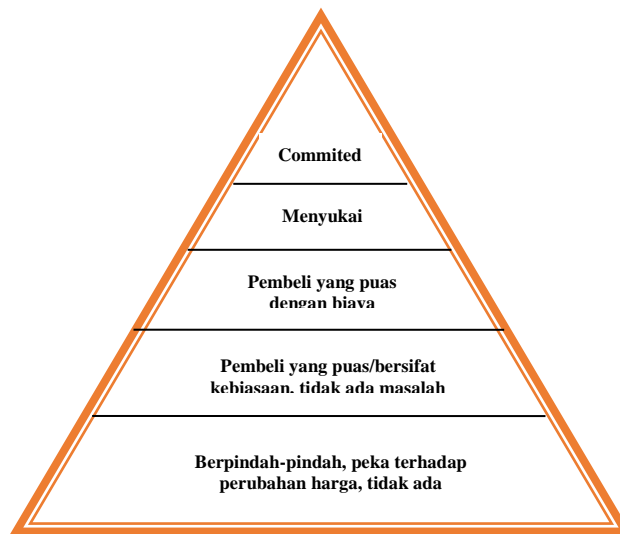 Commited
Menyukai
Pembeli yang puas
dengan biaya
Pembeli yang puas/bersifat
kebiasaan, tidak ada masalah
Berpindah-pindah, peka terhadap
perubahan harga, tidak ada